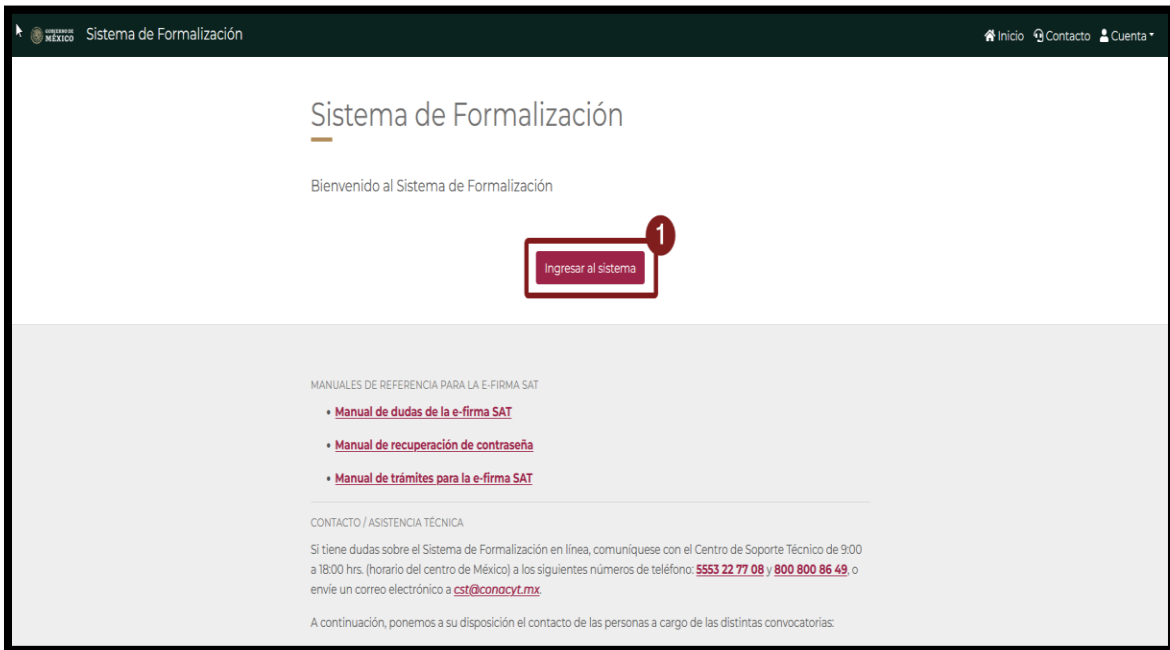 GOBIERNO DE
MÉXICO
Sistema de Formalización
Inicio Contacto Cuenta
Sistema de Formalización
Bienvenido al Sistema de Formalización
1
Ingresar al sistema
MANUALES DE REFERENCIA PARA LA E-FIRMA SAT
• Manual de dudas de la e-firma SAT
• Manual de recuperación de contraseña
• Manual de trámites para la e-firma SAT
CONTACTO / ASISTENCIA TÉCNICA
Si tiene dudas sobre el Sistema de Formalización en línea, comuníquese con el Centro de Soporte Técnico de 9:00
a 18:00 hrs. (horario del centro de México) a los siguientes números de teléfono: 5553 22 77 08 y 800 800 86 49, o
envíe un correo electrónico a cst@conacyt.mx.
A continuación, ponemos a su disposición el contacto de las personas a cargo de las distintas convocatorias: